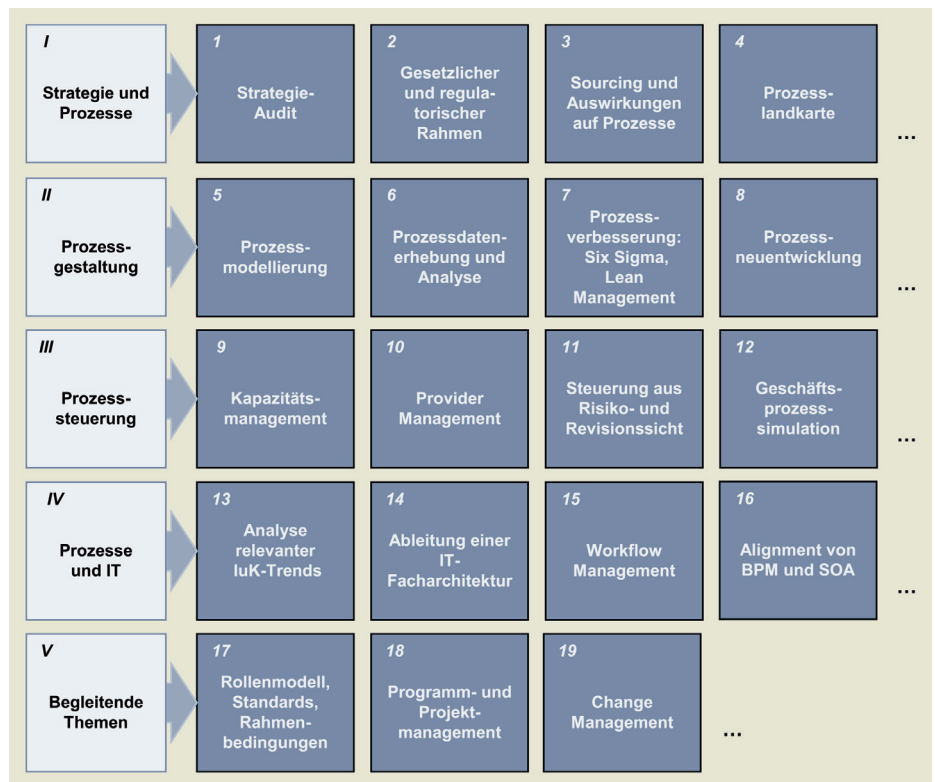 I
Strategie und
Prozesse
1
Strategie-
Audit
2
Gesetzlicher
und regula-
torischer
Rahmen
3
Sourcing und
Auswirkungen
auf Prozesse
4
Prozess-
landkarte
...
II
Prozess-
gestaltung
5
Prozess-
modellierung
6
Prozessdaten-
erhebung und
Analyse
7
Prozess-
verbesserung:
Six Sigma,
Lean
Management
8
Prozess-
neuentwicklung
...
III
Prozess-
steuerung
9
Kapazitäts-
management
10
Provider
Management
11
Steuerung aus
Risiko- und
Revisionssicht
12
Geschäfts-
prozess-
simulation
...
IV
Prozesse
und IT
13
Analyse
relevanter
IuK-Trends
14
Ableitung einer
IT-
Facharchitektur
15
Workflow
Management
16
Alignment von
BPM und SOA
...
V
Begleitende
Themen
17
Rollenmodell,
Standards,
Rahmen-
bedingungen
18
Programm- und
Projekt-
management
19
Change
Management
...